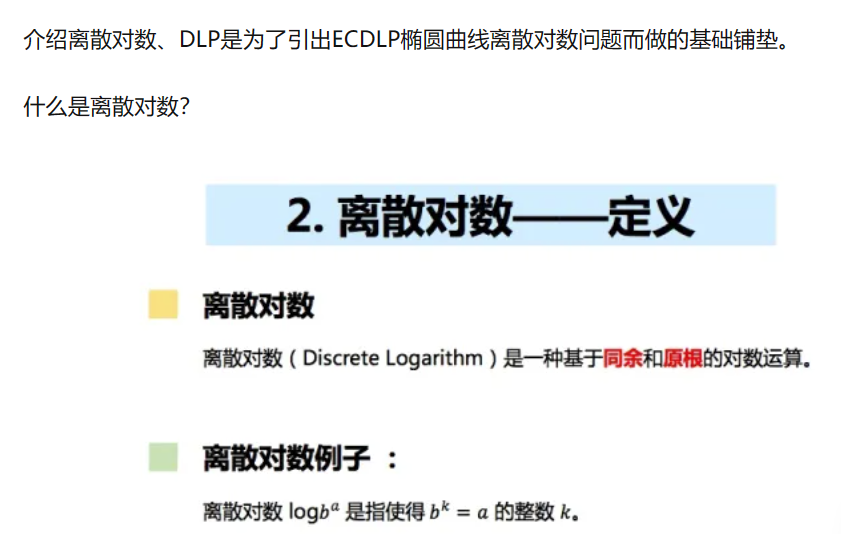 介绍离散对数、DLP是为了引出ECDLP椭圆曲线离散对数问题而做的基础铺垫。
什么是离散对数？
2. 离散对数——定义
离散对数
离散对数（Discrete Logarithm）是一种基于同余和原根的对数运算。
离散对数例子 ：
离散对数 logbᵃ 是指使得 bᵏ = a 的整数 k。